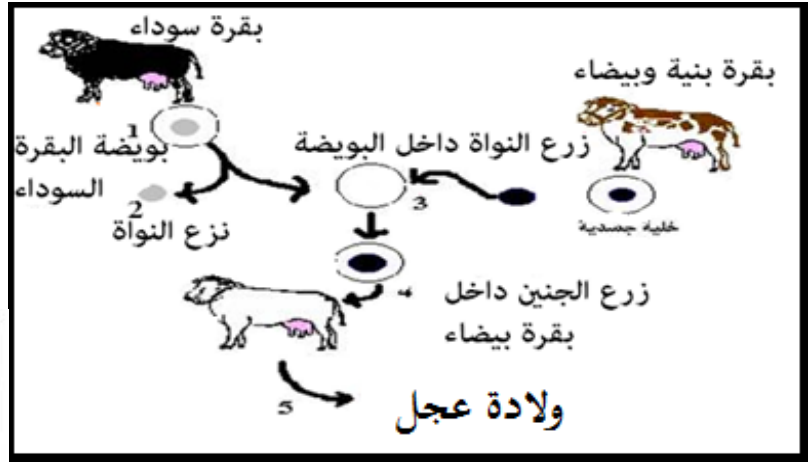 بقرة سوداء
بقرة بنية وبيضاء
1
بويضة البقرة
السوداء
2
نزع النواة
زرع النواة داخل البويضة
3
خلية جصدية
4
زرع الجنين داخل
بقرة بيضاء
5
ولادة عجل